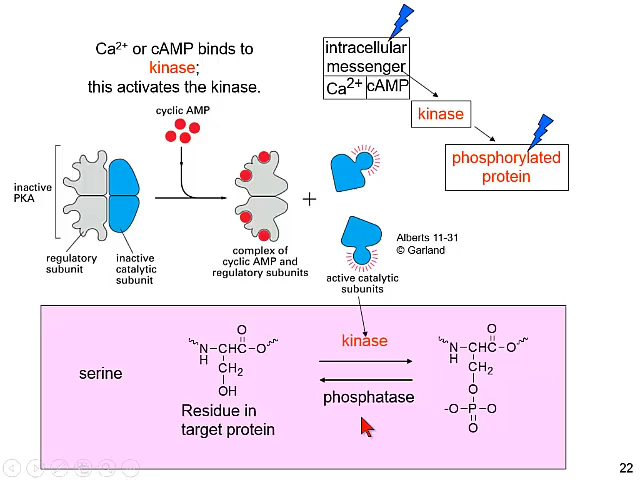 Ca²⁺ or cAMP binds to
kinase;
this activates the kinase.
intracellular
messenger
Ca²⁺
cAMP
kinase
phosphorylated
protein
cyclic AMP
inactive
PKA
regulatory
subunit
inactive
catalytic
subunit
+
complex of
cyclic AMP and
regulatory subunits
active catalytic
subunits
Alberts 11-31
© Garland
serine
O
N CHC O
H
CH₂
OH
Residue in
target protein
kinase
phosphatase
O
N CHC O
H
CH₂
O
-O P O
O
22